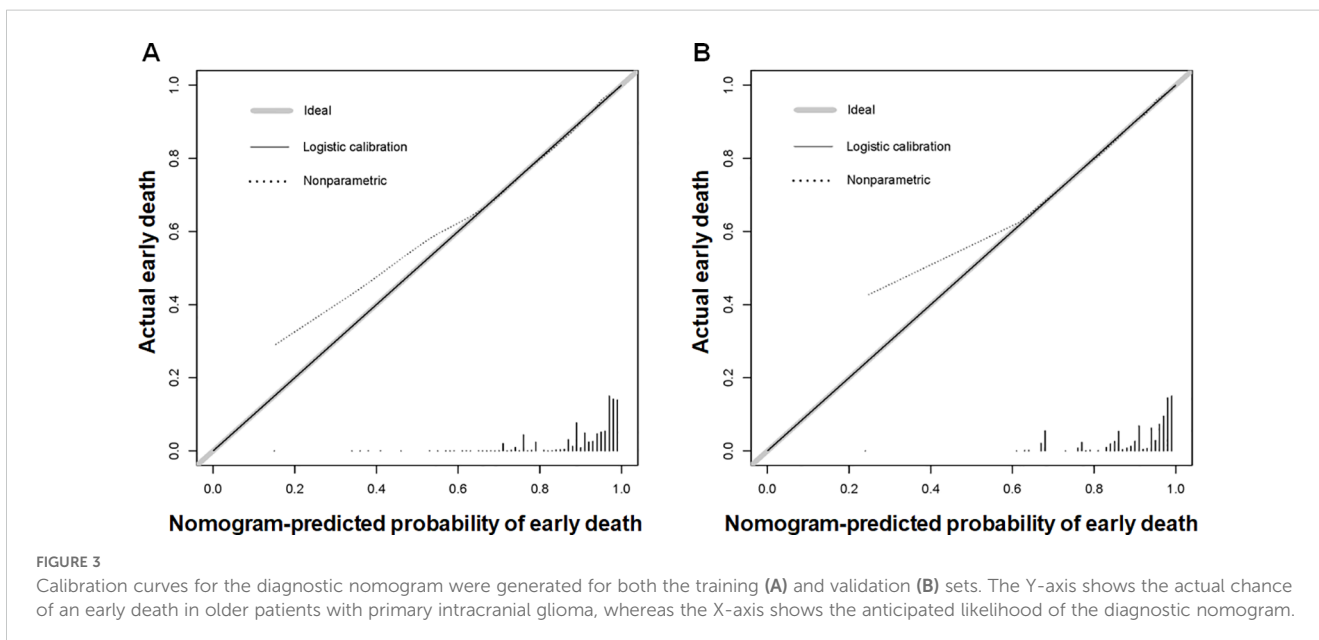 A
B
Ideal
Logistic calibration
Nonparametric
Actual early death
0.0
0.2
0.4
0.6
0.8
1.0
0.0
0.2
0.4
0.6
0.8
1.0
Nomogram-predicted probability of early death
Ideal
Logistic calibration
Nonparametric
Actual early death
0.0
0.2
0.4
0.6
0.8
1.0
0.0
0.2
0.4
0.6
0.8
1.0
Nomogram-predicted probability of early death
FIGURE 3
Calibration curves for the diagnostic nomogram were generated for both the training (A) and validation (B) sets. The Y-axis shows the actual chance
of an early death in older patients with primary intracranial glioma, whereas the X-axis shows the anticipated likelihood of the diagnostic nomogram.